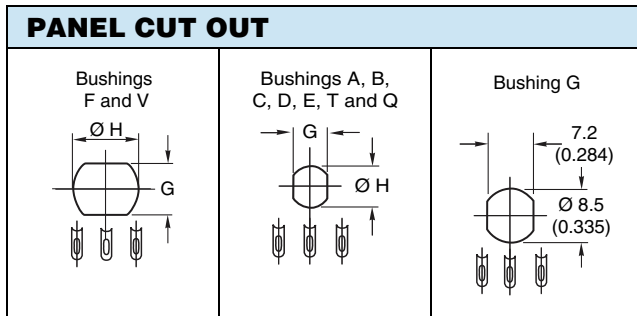 PANEL CUT OUT
Bushings
F and V
Ø H
G
Bushings A, B,
C, D, E, T and Q
G
Ø H
Bushing G
7.2
(0.284)
Ø 8.5
(0.335)